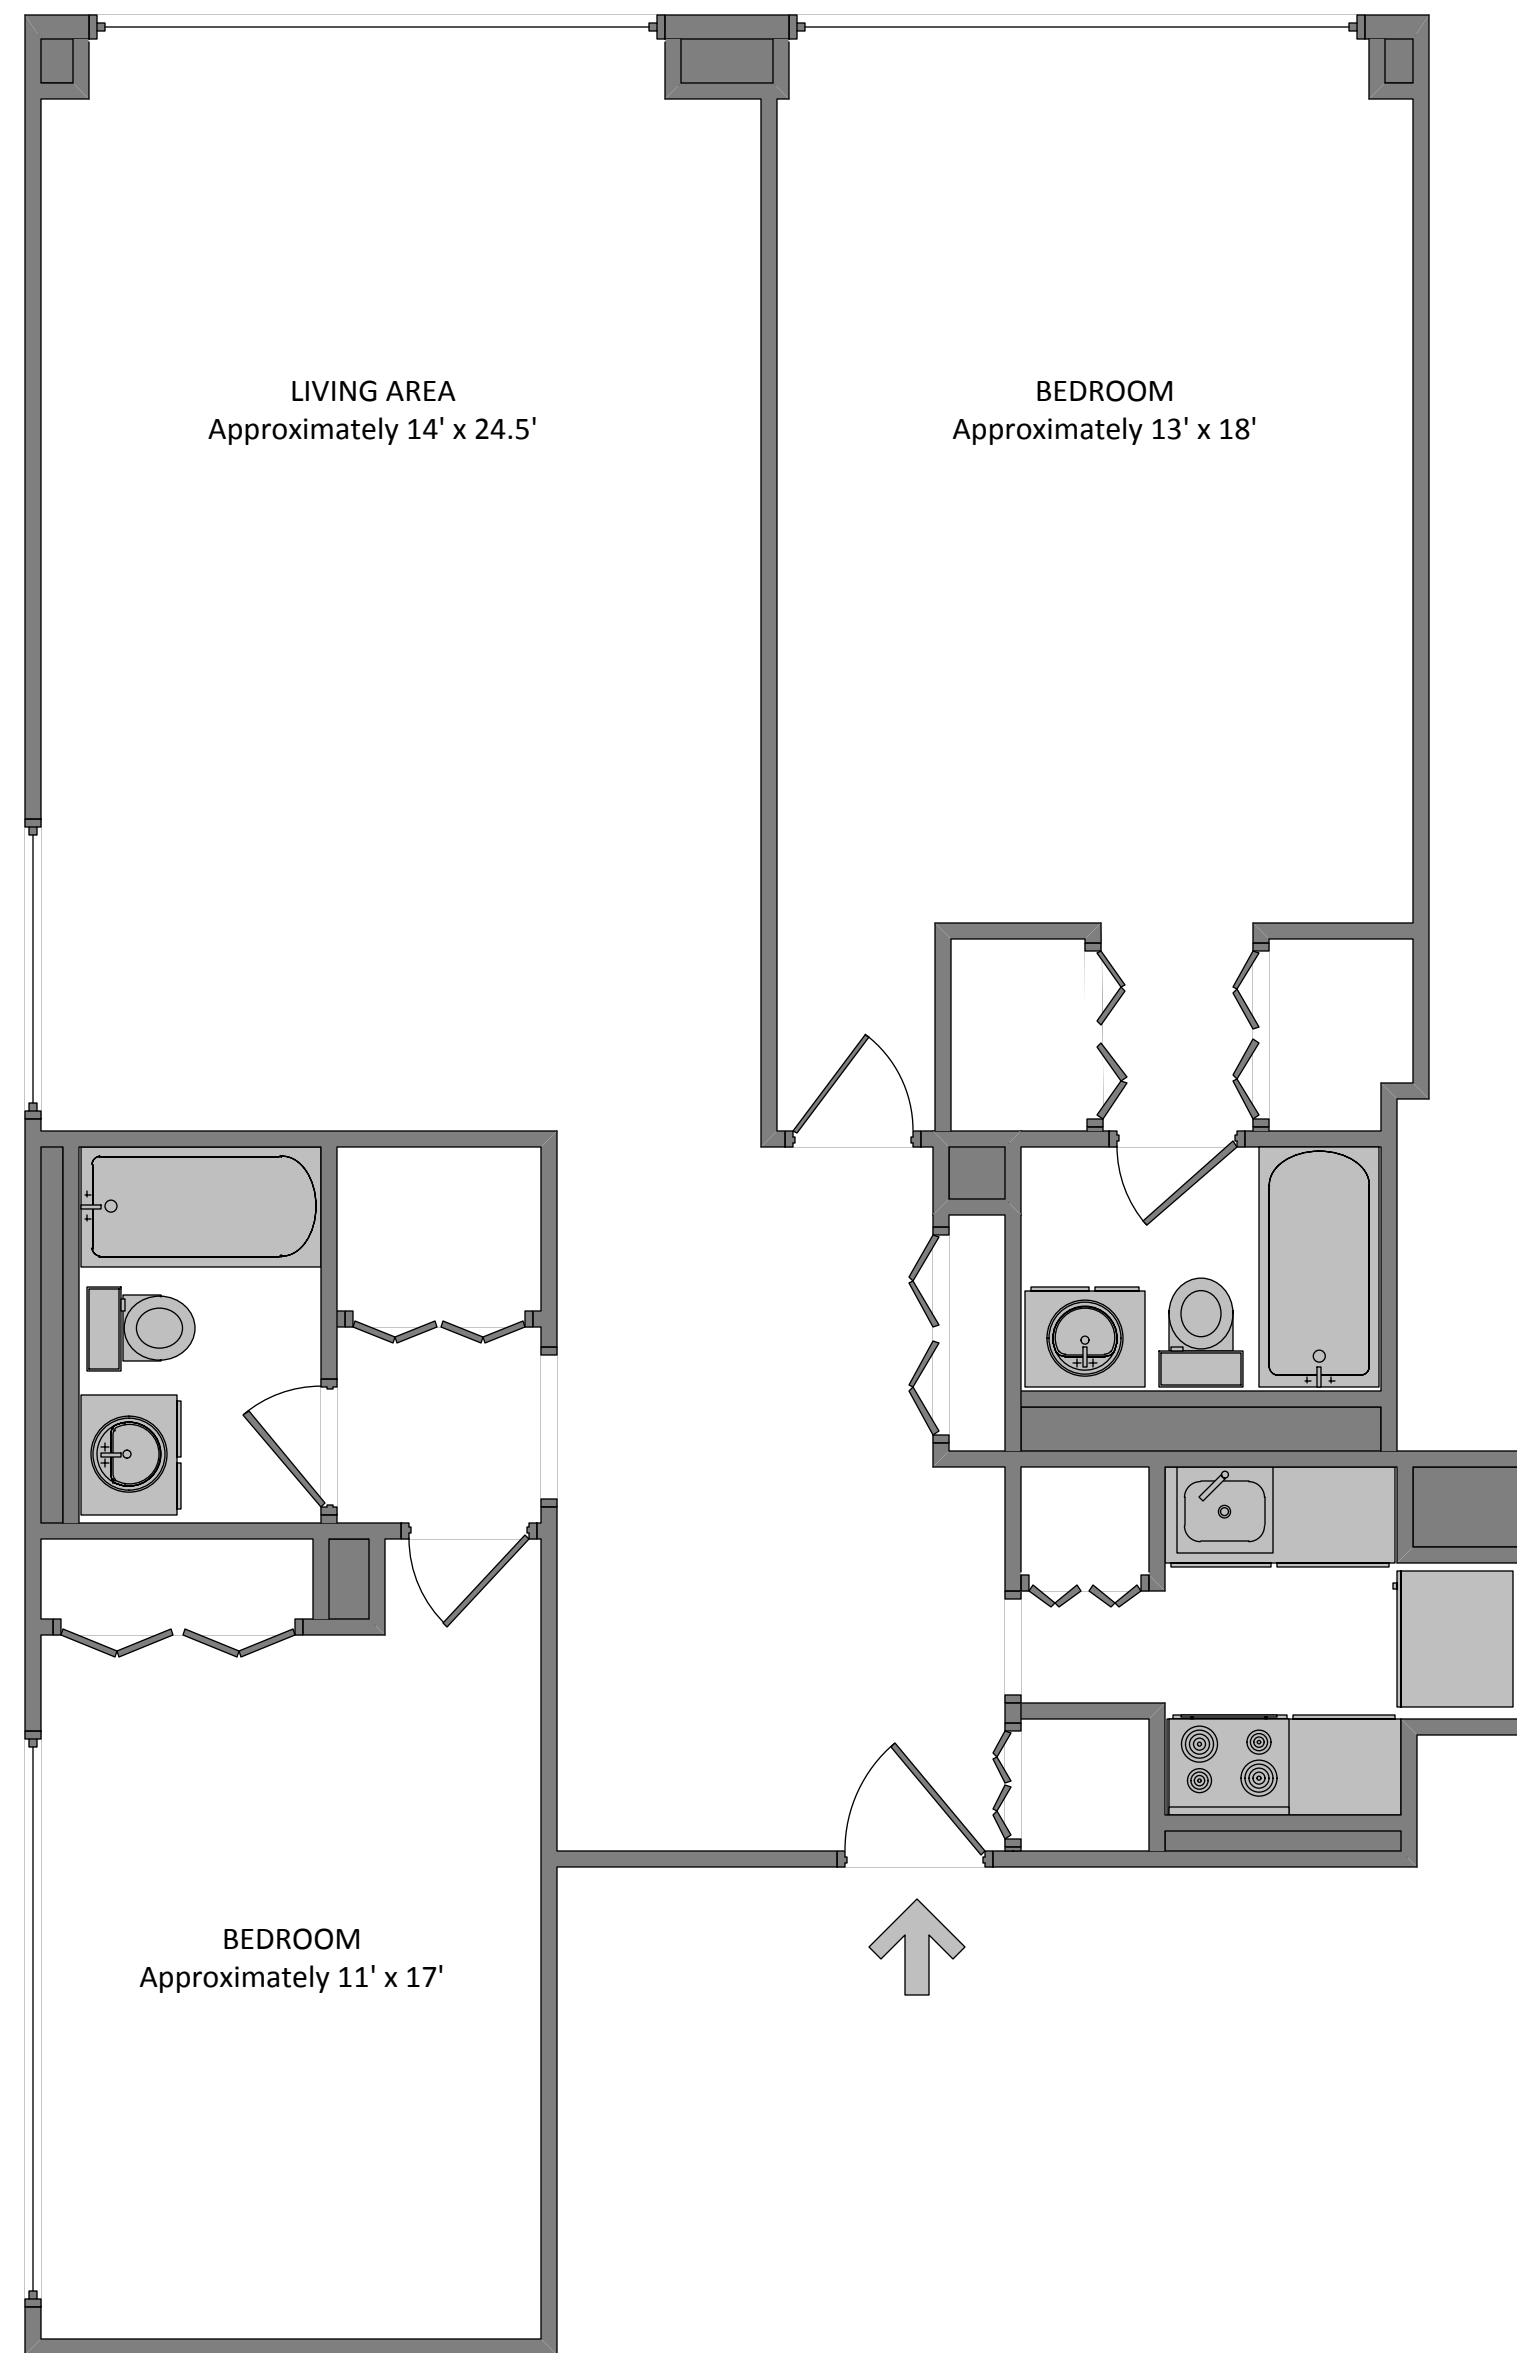 LIVING AREA
Approximately 14' x 24.5'
BEDROOM
Approximately 13' x 18'
BEDROOM
Approximately 11' x 17'